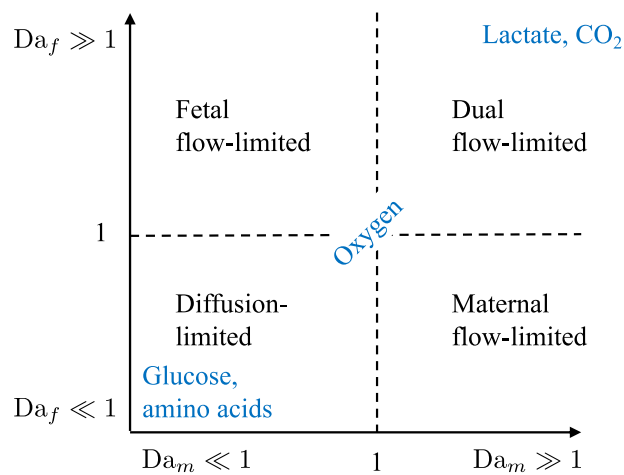 Da_f ≫ 1
Lactate, CO₂
Fetal
flow-limited
Dual
flow-limited
1
Oxygen
Diffusion-
limited
Maternal
flow-limited
Glucose,
amino acids
Da_f ≪ 1
Da_m ≪ 1
1
Da_m ≫ 1